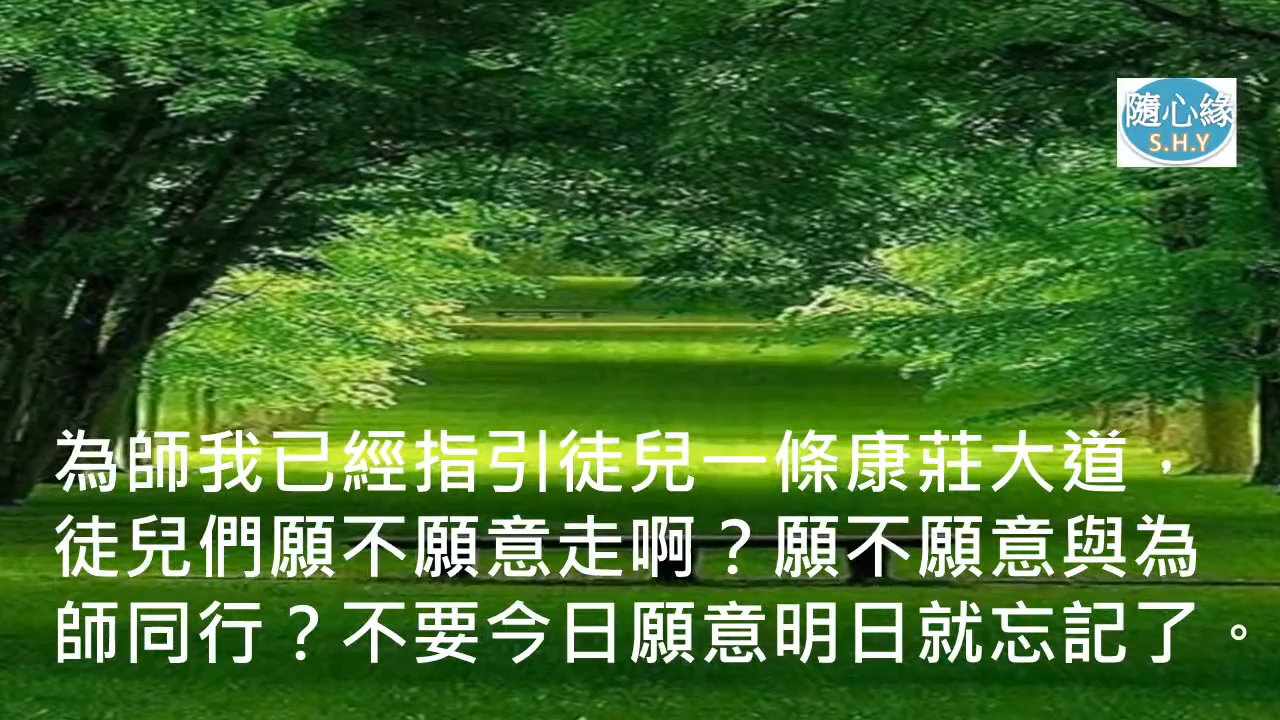 隨心緣
S.H.Y
為師我已經指引徒兒一條康莊大道，
徒兒們願不願意走啊？願不願意與為
師同行？不要今日願意明日就忘記了。